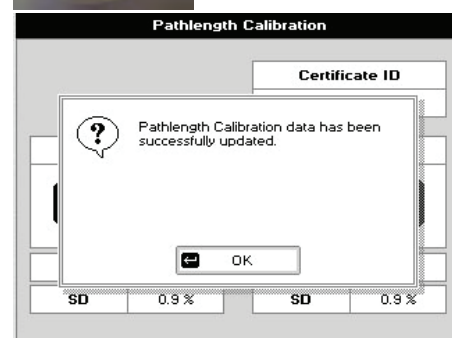 Pathlength Calibration
Certificate ID
?
Pathlength Calibration data has been
successfully updated.
OK
SD 0.9 % SD 0.9 %